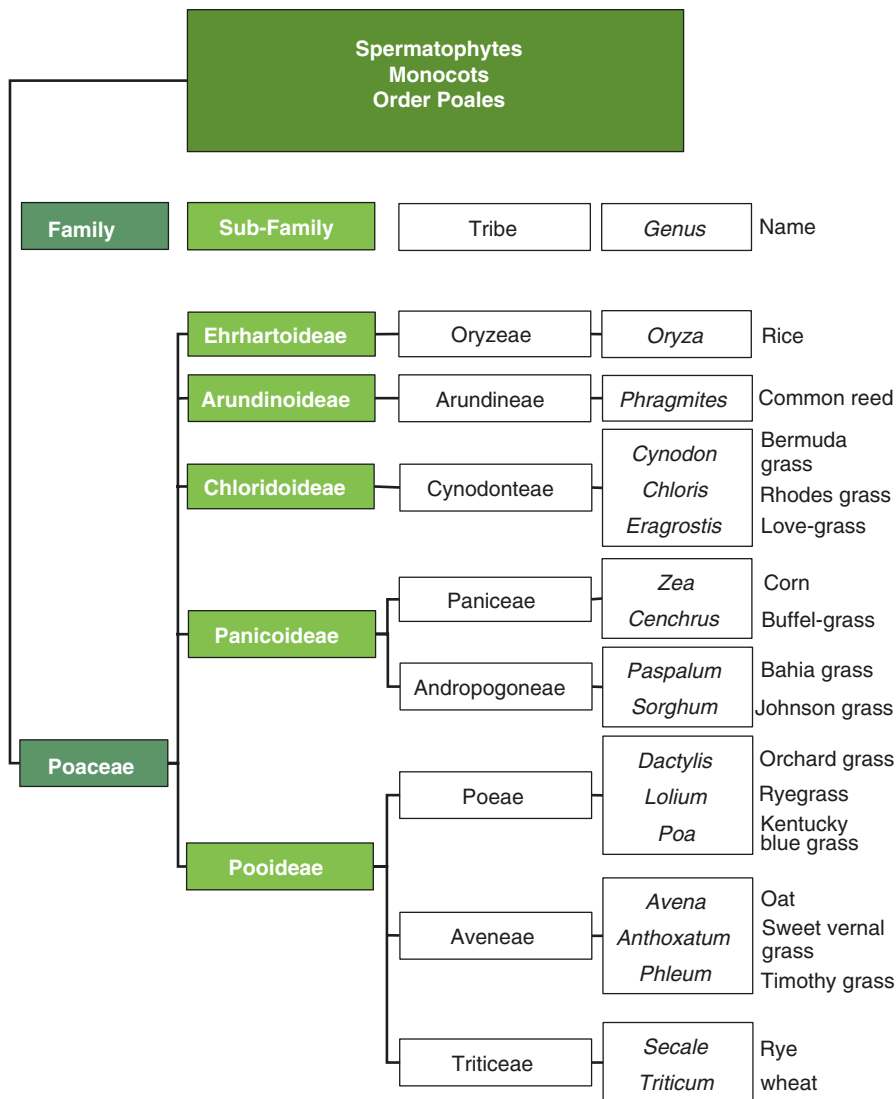 Spermatophytes
Monocots
Order Poales
Family
Sub-Family
Tribe
Genus
Name
Ehrhartoideae
Oryzeae
Oryza
Rice
Arundinoideae
Arundineae
Phragmites
Common reed
Chloridoideae
Cynodonteae
Cynodon
Bermuda
grass
Chloris
Rhodes grass
Eragrostis
Love-grass
Panicoideae
Paniceae
Zea
Corn
Cenchrus
Buffel-grass
Andropogoneae
Paspalum
Bahia grass
Sorghum
Johnson grass
Poaceae
Pooideae
Poeae
Dactylis
Orchard grass
Lolium
Ryegrass
Poa
Kentucky
blue grass
Aveneae
Avena
Oat
Anthoxatum
Sweet vernal
grass
Phleum
Timothy grass
Triticeae
Secale
Rye
Triticum
wheat